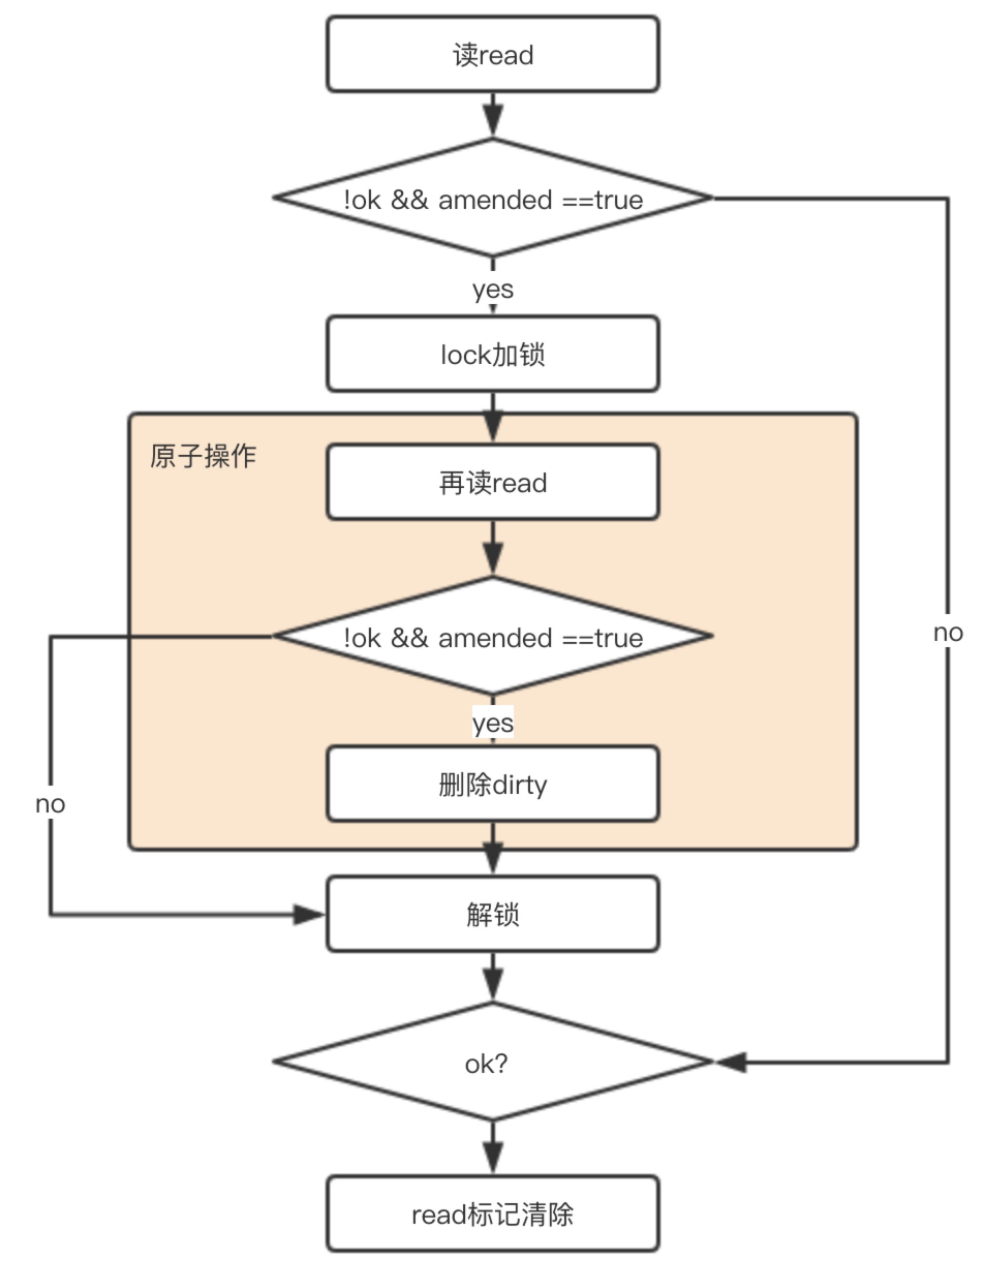 读read
!ok && amended ==true
yes
lock加锁
原子操作
再读read
!ok && amended ==true
no
yes
删除dirty
no
解锁
ok?
read标记清除